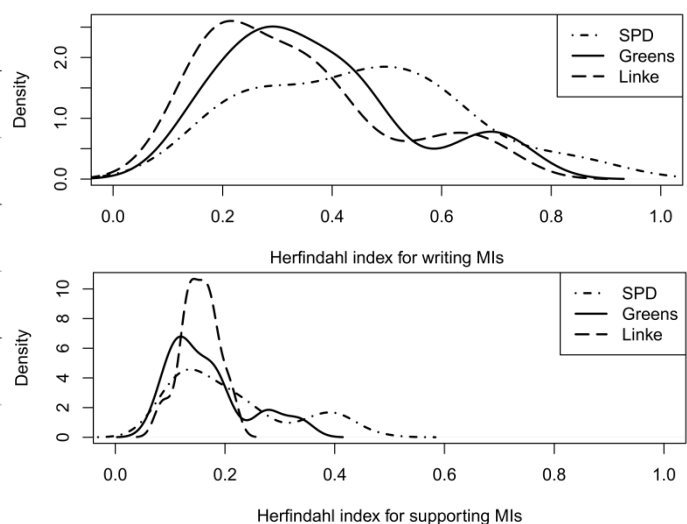 SPD
Greens
Linke
Density
0.0
1.0
2.0
0.0
0.2
0.4
0.6
0.8
1.0
Herfindahl index for writing MIs
SPD
Greens
Linke
Density
0
2
4
6
8
10
0.0
0.2
0.4
0.6
0.8
1.0
Herfindahl index for supporting MIs